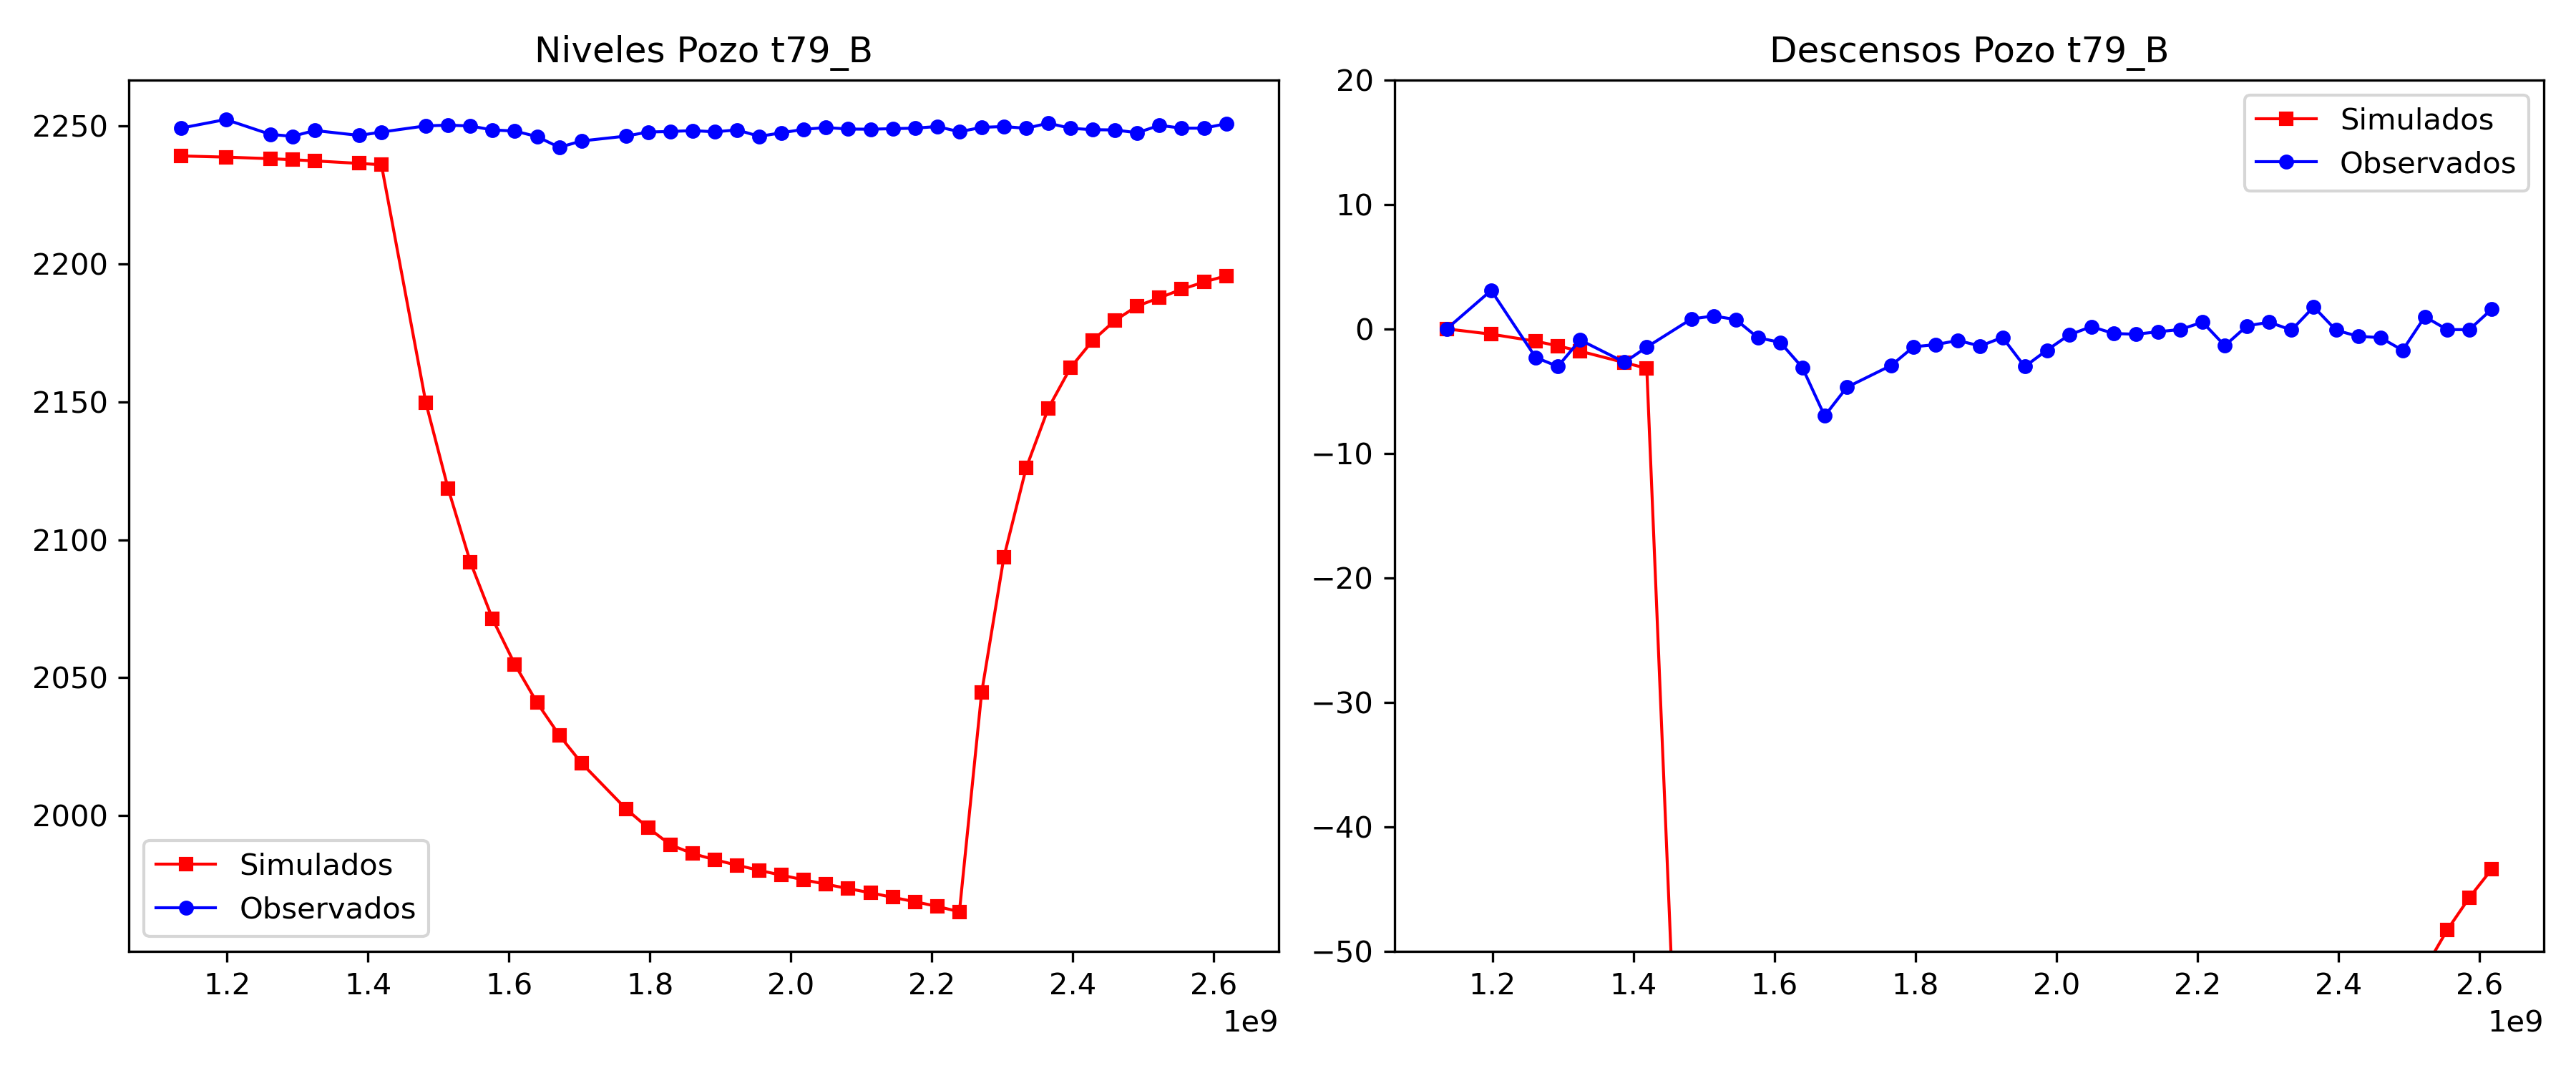 Niveles Pozo t79_B
2250
2200
2150
2100
2050
2000
Simulados
Observados
1.2 1.4 1.6 1.8 2.0 2.2 2.4 2.6
1e9
Descensos Pozo t79_B
20
10
0
−10
−20
−30
−40
−50
Simulados
Observados
1.2 1.4 1.6 1.8 2.0 2.2 2.4 2.6
1e9